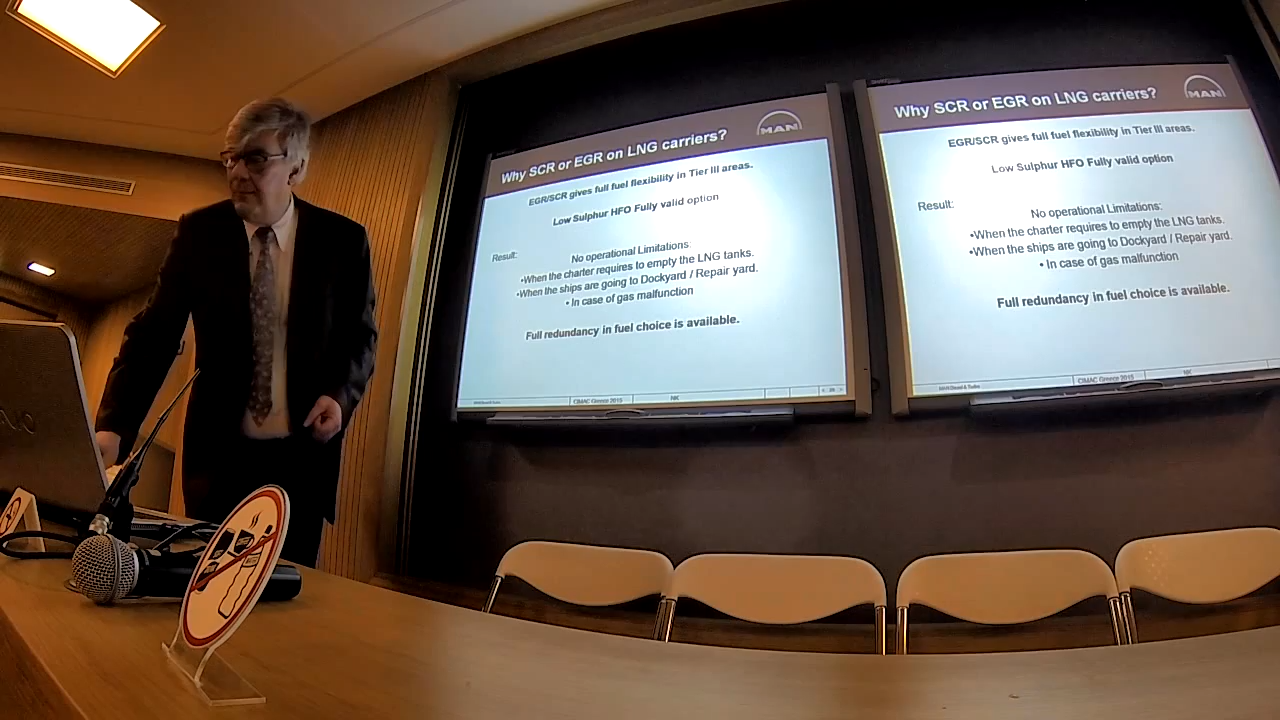 Why SCR or EGR on LNG carriers?
MAN
EGR/SCR gives full fuel flexibility in Tier III areas.
Low Sulphur HFO Fully valid option
Result:
No operational Limitations:
•When the charter requires to empty the LNG tanks.
•When the ships are going to Dockyard / Repair yard.
• In case of gas malfunction
Full redundancy in fuel choice is available.
CIMAC Greece 2015
NK
Why SCR or EGR on LNG carriers?
MAN
EGR/SCR gives full fuel flexibility in Tier III areas.
Low Sulphur HFO Fully valid option
Result:
No operational Limitations:
•When the charter requires to empty the LNG tanks.
•When the ships are going to Dockyard / Repair yard.
• In case of gas malfunction
Full redundancy in fuel choice is available.
CIMAC Greece 2015
NK